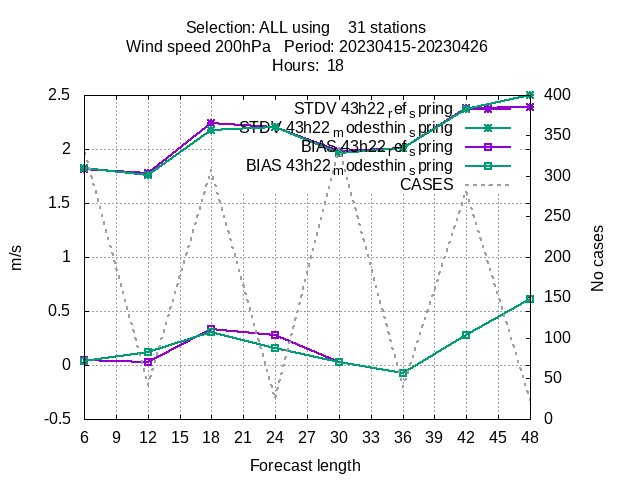 Selection: ALL using 31 stations
Wind speed 200hPa Period: 20230415-20230426
Hours: 18
STDV 43h22_ref_spring
STDV 43h22_modesthin_spring
BIAS 43h22_ref_spring
BIAS 43h22_modesthin_spring
CASES
2.5
2
1.5
1
0.5
0
-0.5
m/s
400
350
300
250
200
150
100
50
0
No cases
6 9 12 15 18 21 24 27 30 33 36 39 42 45 48
Forecast length